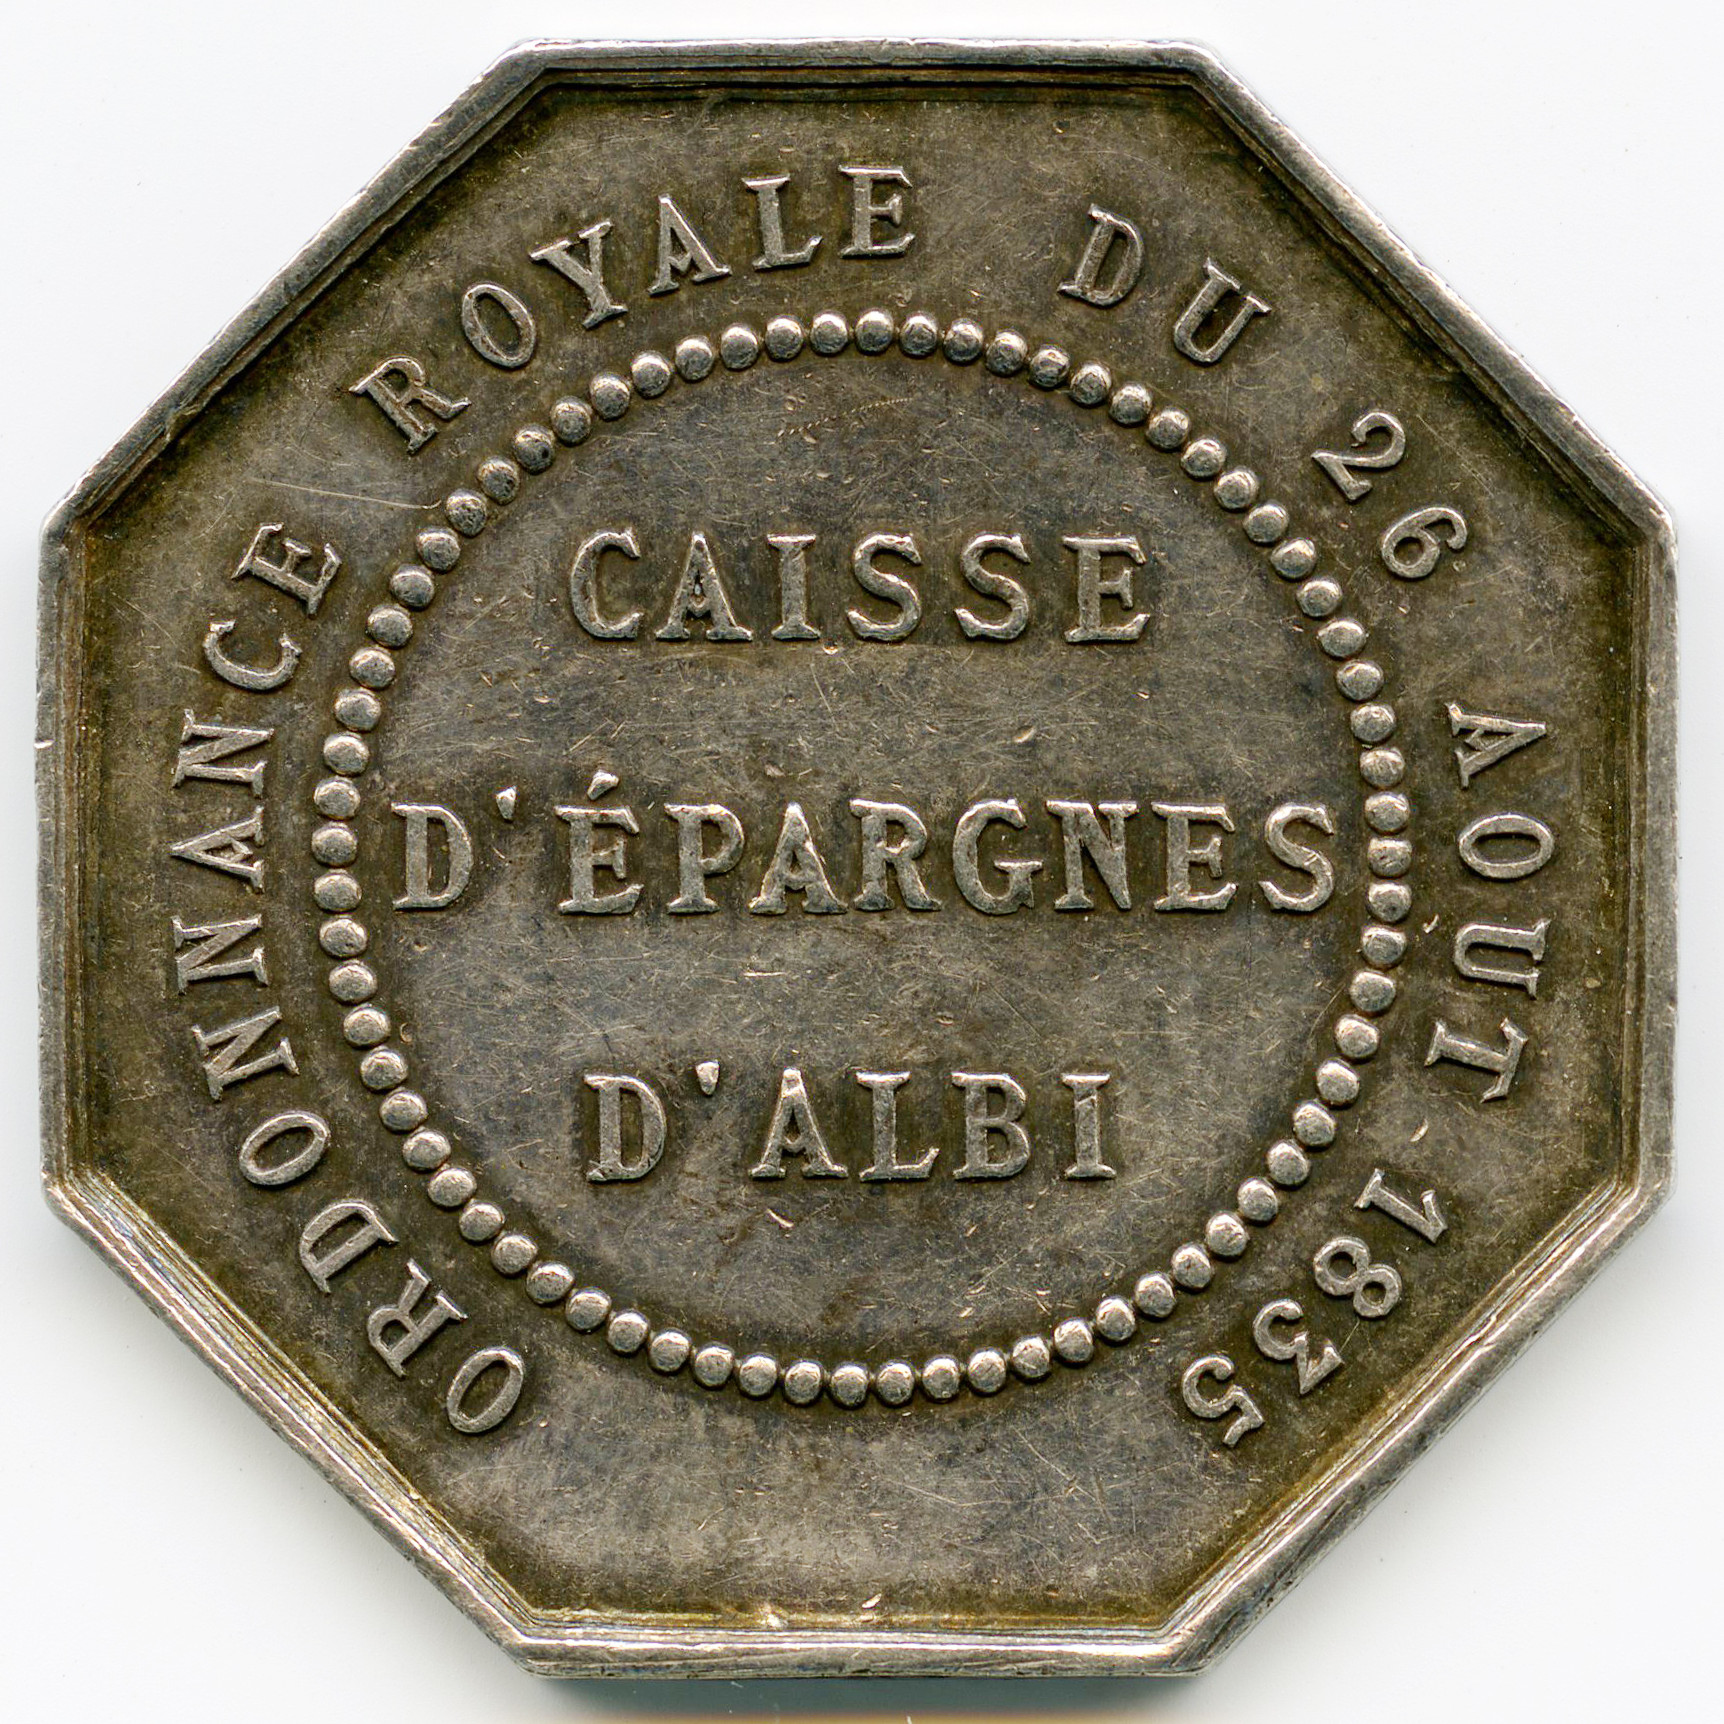 ORDONNANCE ROYALE DU 26 AOUT 1835
CAISSE
D'ÉPARGNES
D'ALBI